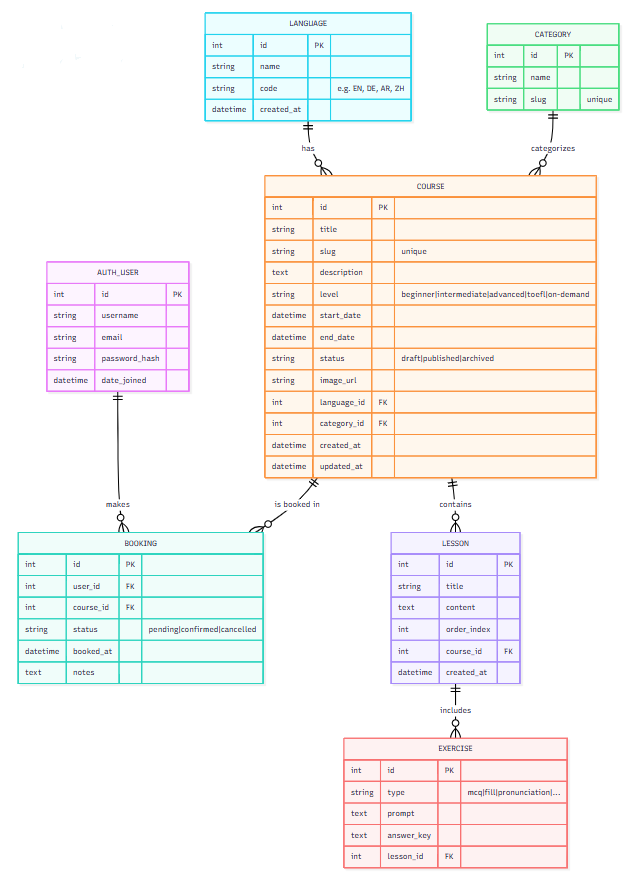 LANGUAGE
int id PK
string name
string code e.g. EN, DE, AR, ZH
datetime created_at
CATEGORY
int id PK
string name
string slug unique
has
categorizes
COURSE
int id PK
string title
string slug unique
text description
string level beginner|intermediate|advanced|toefl|on-demand
datetime start_date
datetime end_date
string status draft|published|archived
string image_url
int language_id FK
int category_id FK
datetime created_at
datetime updated_at
AUTH_USER
int id PK
string username
string email
string password_hash
datetime date_joined
makes
is booked in
contains
BOOKING
int id PK
int user_id FK
int course_id FK
string status pending|confirmed|cancelled
datetime booked_at
text notes
LESSON
int id PK
string title
text content
int order_index
int course_id FK
datetime created_at
includes
EXERCISE
int id PK
string type mcq|fill|pronunciation|...
text prompt
text answer_key
int lesson_id FK